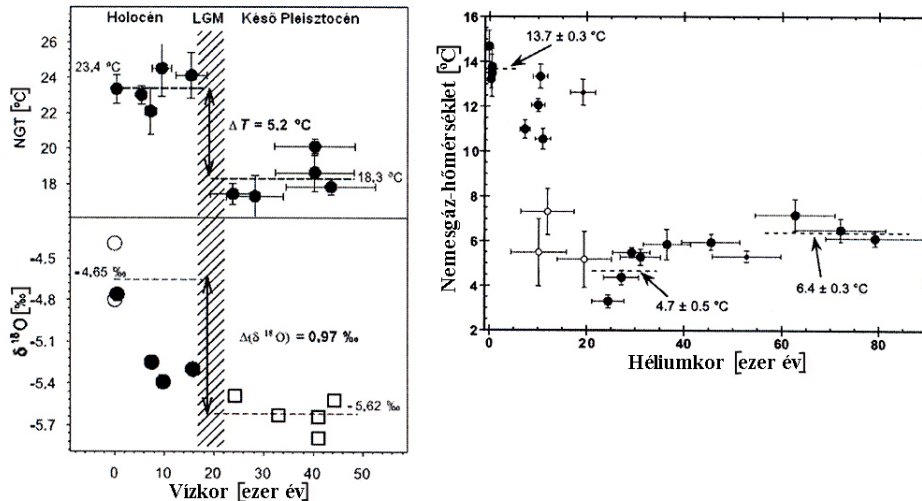 Holocén LGM Késő Pleisztocén
26
24
22
20
18
NGT [°C]
23,4 °C
Δ T = 5.2 °C
18,3 °C
-4.5
-4.8
-5.1
-5.4
-5.7
δ 18O [‰]
- 4,65 ‰
Δ(δ 18O) = 0.97 ‰
- 5,62 ‰
0 10 20 30 40 50
Vízkor [ezer év]
16
14
12
10
8
6
4
2
Nemesgáz-hőmérséklet [°C]
13.7 ± 0.3 °C
4.7 ± 0.5 °C
6.4 ± 0.3 °C
0 20 40 60 80
Héliumkor [ezer év]